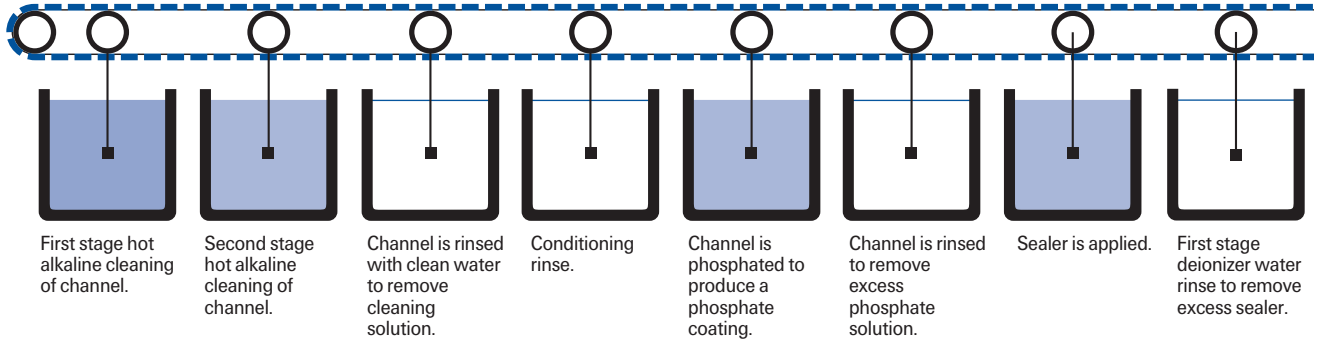 First stage hot
alkaline cleaning
of channel.
Second stage
hot alkaline
cleaning of
channel.
Channel is rinsed
with clean water
to remove
cleaning
solution.
Conditioning
rinse.
Channel is
phosphated to
produce a
phosphate
coating.
Channel is rinsed
to remove
excess
phosphate
solution.
Sealer is applied.
First stage
deionizer water
rinse to remove
excess sealer.